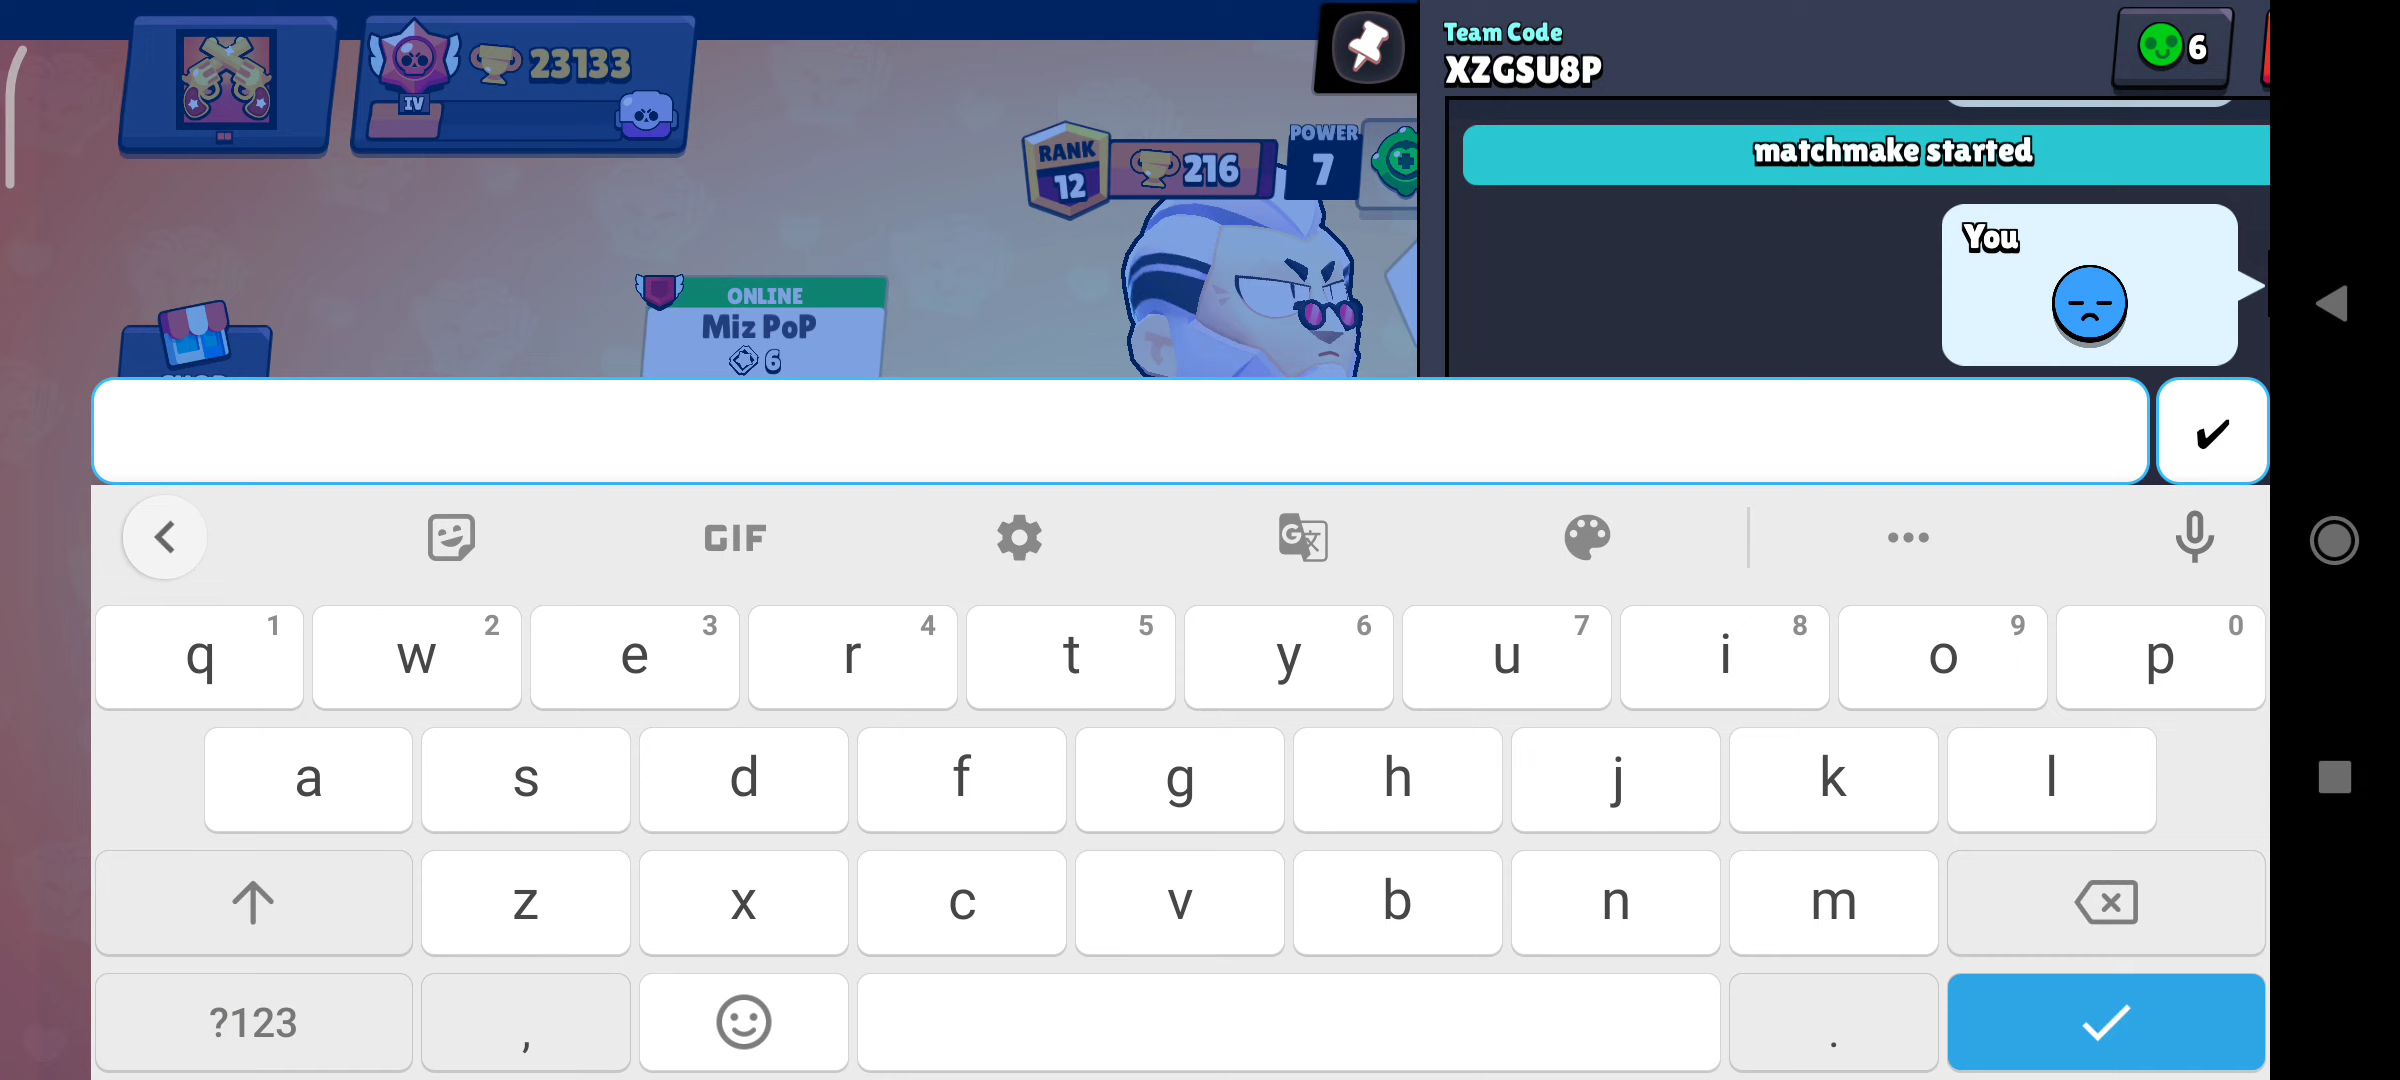 IV
23133
Team Code
XZGSU8P
6
RANK
12
216
POWER
7
matchmake started
You
ONLINE
Miz PoP
6
✔
GIF
G
q 1 w 2 e 3 r 4 t 5 y 6 u 7 i 8 o 9 p 0
a s d f g h j k l
z x c v b n m
?123 , .